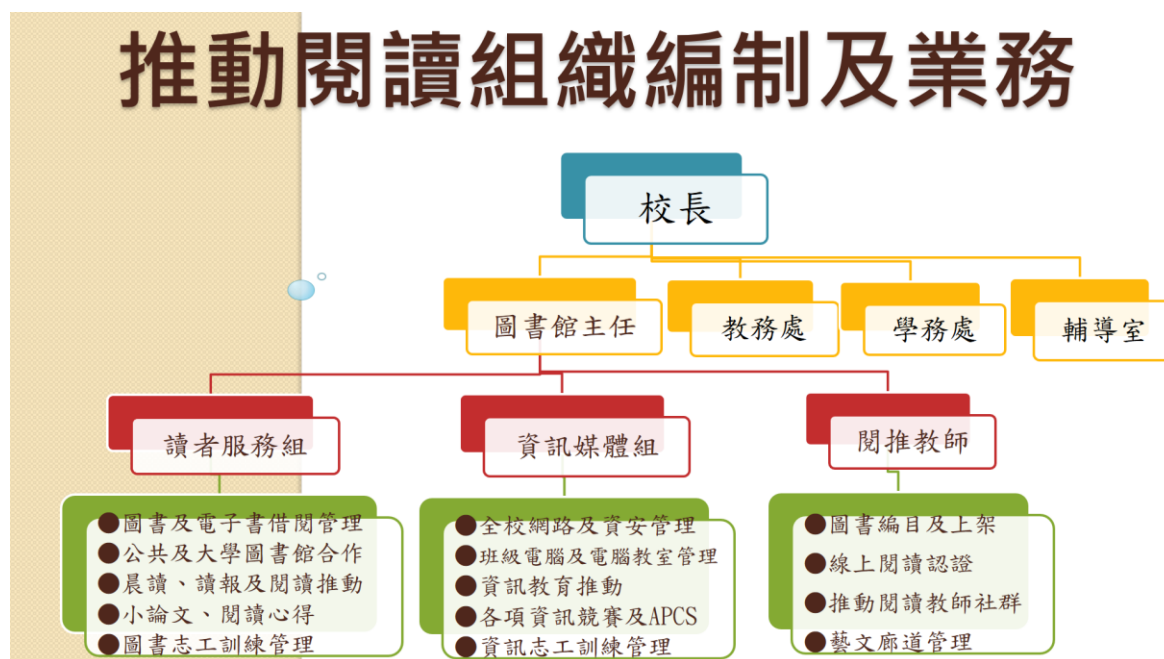 推動閱讀組織編制及業務
校長
圖書館主任
教務處
學務處
輔導室
讀者服務組
資訊媒體組
閱推教師
●圖書及電子書借閱管理
●公共及大學圖書館合作
●晨讀、讀報及閱讀推動
●小論文、閱讀心得
●圖書志工訓練管理
●全校網路及資安管理
●班級電腦及電腦教室管理
●資訊教育推動
●各項資訊競賽及APCS
●資訊志工訓練管理
●圖書編目及上架
●線上閱讀認證
●推動閱讀教師社群
●藝文廊道管理